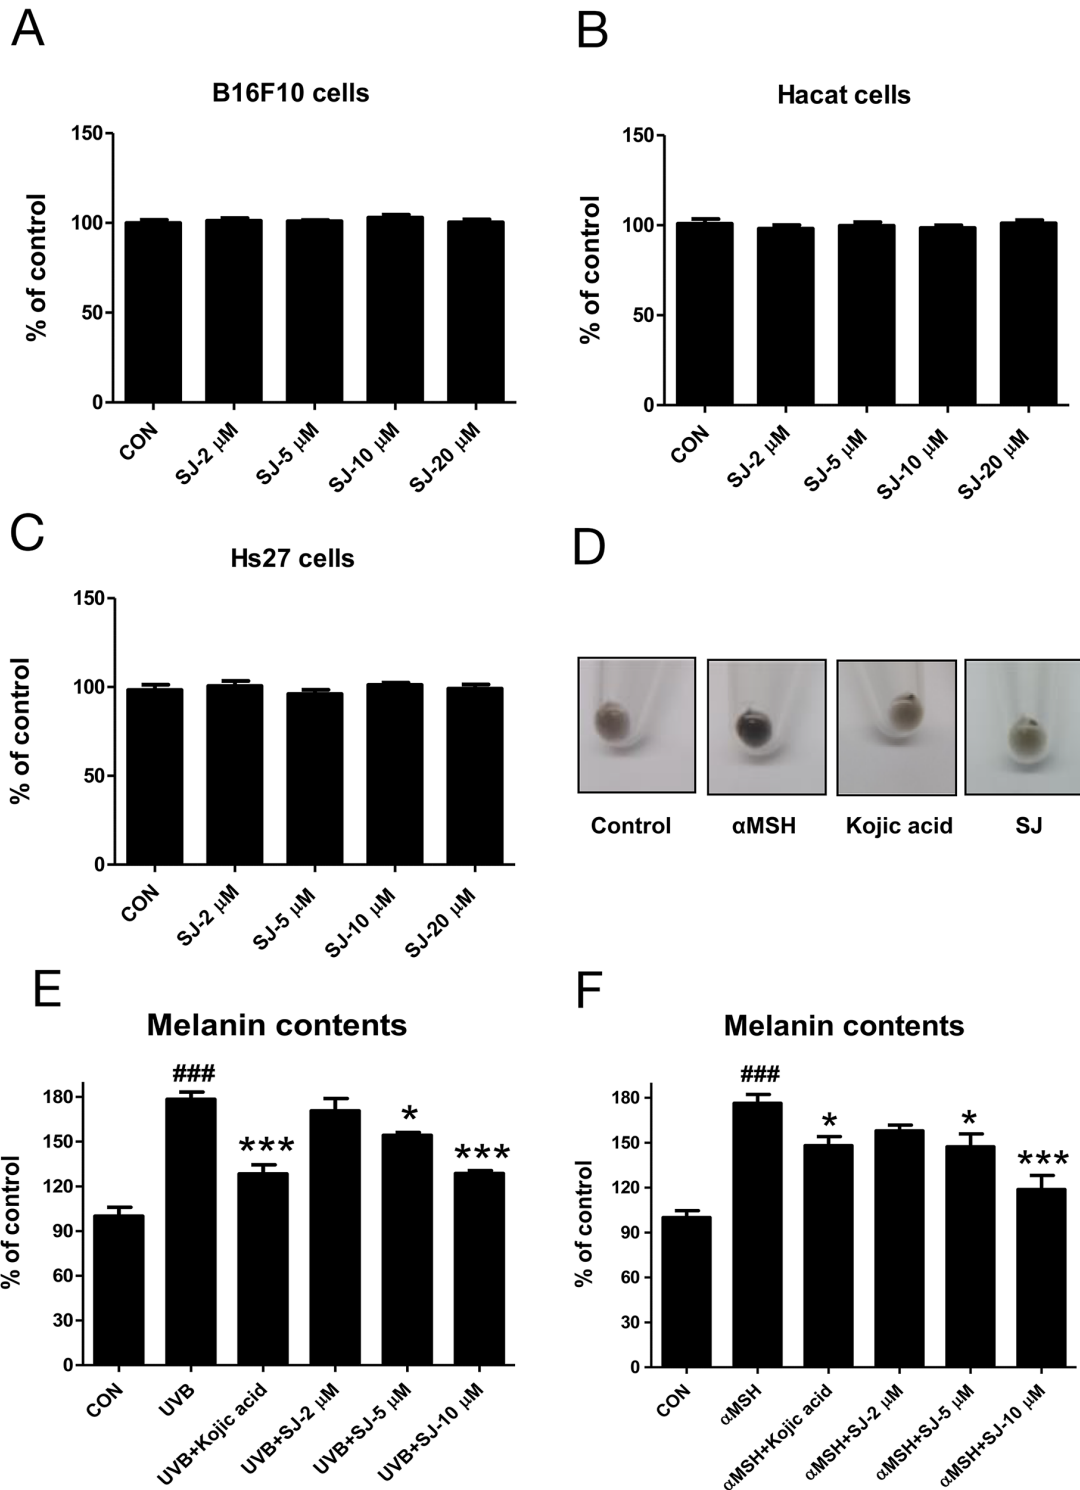 A
B16F10 cells
% of control
150
100
50
0
CON
SJ-2 μM
SJ-5 μM
SJ-10 μM
SJ-20 μM
B
Hacat cells
% of control
150
100
50
0
CON
SJ-2 μM
SJ-5 μM
SJ-10 μM
SJ-20 μM
C
Hs27 cells
% of control
150
100
50
0
CON
SJ-2 μM
SJ-5 μM
SJ-10 μM
SJ-20 μM
D
Control
αMSH
Kojic acid
SJ
E
Melanin contents
% of control
180
150
120
90
60
30
0
###
***
*
***
CON
UVB
UVB+Kojic acid
UVB+SJ-2 μM
UVB+SJ-5 μM
UVB+SJ-10 μM
F
Melanin contents
% of control
180
150
120
90
60
30
0
###
*
*
***
CON
αMSH
αMSH+Kojic acid
αMSH+SJ-2 μM
αMSH+SJ-5 μM
αMSH+SJ-10 μM